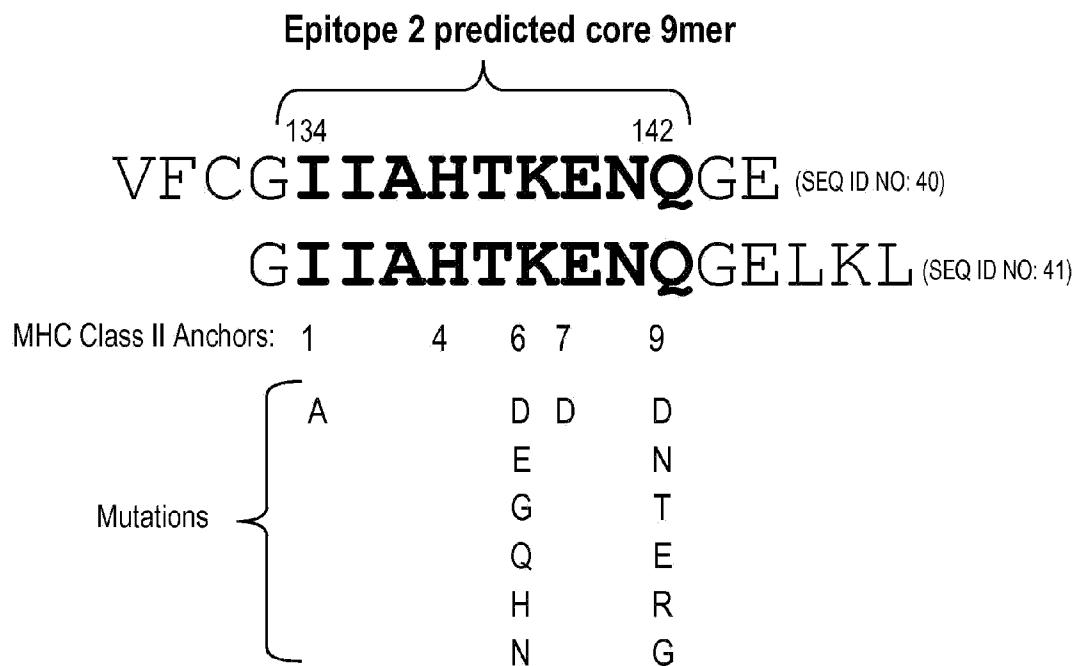 Epitope 2 predicted core 9mer
134 142
VFCGIIAHTKENQGE (SEQ ID NO: 40)
GIIAHTKENQGELKL (SEQ ID NO: 41)
MHC Class II Anchors: 1 4 6 7 9
A D D D
E N
G T
Mutations
Q E
H R
N G